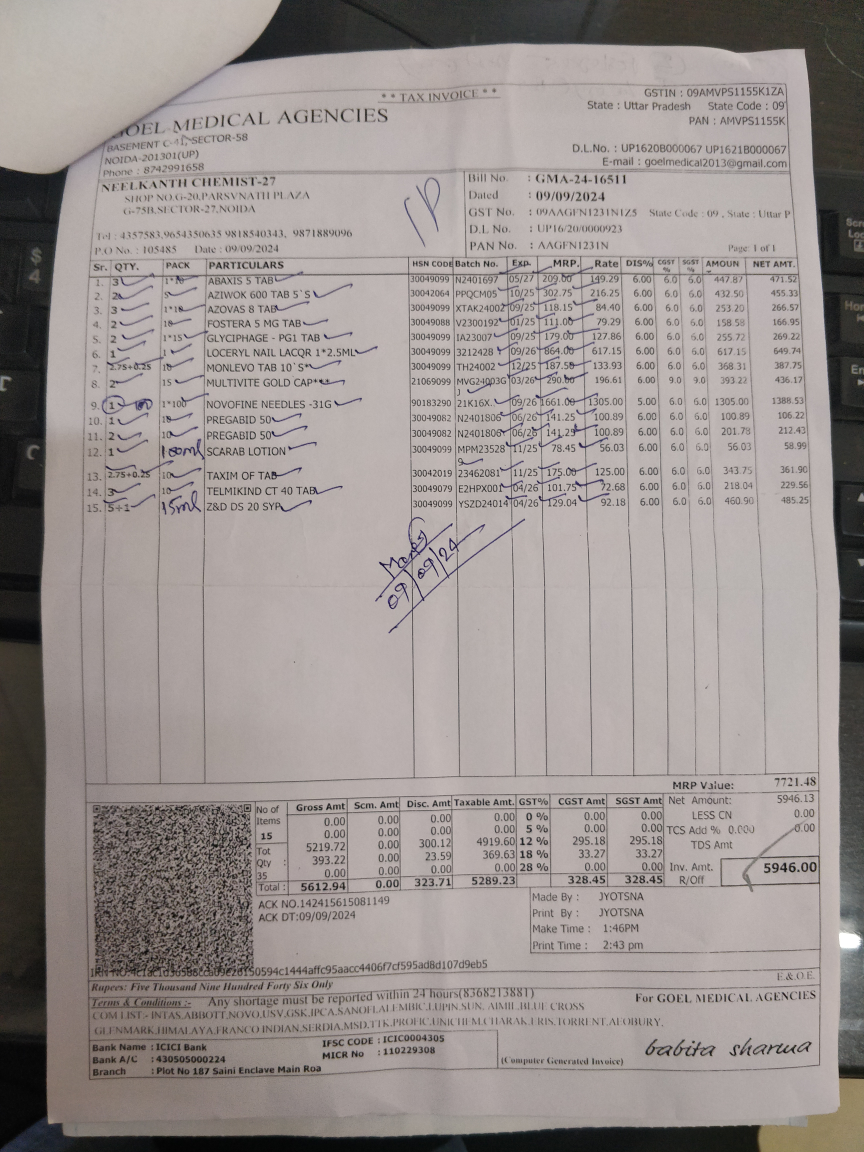 * * TAX INVOICE * *
GSTIN : 09AMVPS1155K1ZA
State : Uttar Pradesh State Code : 09
PAN : AMVPS1155K
GOEL MEDICAL AGENCIES
BASEMENT SECTOR-58
NOIDA-201301(UP)
Phone : 8742991658
D.L.No. : UP1620B000067 UP1621B000067
E-mail : goelmedical2013@gmail.com
NEELKANTH CHEMIST-27
SHOP NO.G-20,PARSVNATH PLAZA
G-75B,SECTOR-27,NOIDA
Tel : 4357583,9654350635 9818540343, 9871889096
P.O No. : 105485 Date : 09/09/2024
Bill No. : GMA-24-16511
Dated : 09/09/2024
GST No. : 09AAGFN1231N1Z5 State Code : 09 , State : Uttar P
D.L. No. : UP16/20/0000923
PAN No. : AAGFN1231N Page: 1 of 1
Sr. QTY. PACK PARTICULARS HSN CODE Batch No. Exp. MRP. Rate DIS% CGST % SGST % AMOUN NET AMT.
1. 3 ABAXIS 5 TAB 30049099 N2401697 05/27 209.00 149.29 6.00 6.0 6.0 447.87 471.52
2. 2 5 AZIWOK 600 TAB 5`S 30042064 PPQCM05 10/25 302.75 216.25 6.00 6.0 6.0 432.50 455.33
3. 3 AZOVAS 8 TAB 30049099 XTAK24002 09/25 118.15 84.40 6.00 6.0 6.0 253.20 266.57
4. 2 FOSTERA 5 MG TAB 30049088 V2300192 01/25 111.00 79.29 6.00 6.0 6.0 158.58 166.95
5. 2 1*15 GLYCIPHAGE - PG1 TAB 30049099 IA23007 09/25 179.00 127.86 6.00 6.0 6.0 255.72 269.22
6. 1 1 LOCERYL NAIL LACQR 1*2.5ML 30049099 3212428 09/26 864.00 617.15 6.00 6.0 6.0 617.15 649.74
7. 2.75+0.25 10 MONLEVO TAB 10`S 30049099 TH24002 12/25 187.50 133.93 6.00 6.0 6.0 368.31 387.75
8. 2 15 MULTIVITE GOLD CAP*** 21069099 MVG24003G 03/26 290.00 196.61 6.00 9.0 9.0 393.22 436.17
9. 1 1*100 NOVOFINE NEEDLES -31G 90183290 21K16X. 09/26 1661.00 1305.00 5.00 6.0 6.0 1305.00 1388.53
10. 1 PREGABID 50 30049082 N2401806 06/26 141.25 100.89 6.00 6.0 6.0 100.89 106.22
11. 2 10 PREGABID 50 30049082 N2401806 06/26 141.25 100.89 6.00 6.0 6.0 201.78 212.43
12. 1 100ml SCARAB LOTION 30049099 MPM23528 11/25 78.45 56.03 6.00 6.0 6.0 56.03 58.99
13. 2.75+0.25 10 TAXIM OF TAB 30042019 23462081 11/25 175.00 125.00 6.00 6.0 6.0 343.75 361.90
14. 3 10 TELMIKIND CT 40 TAB 30049079 E2HPX001 04/26 101.75 72.68 6.00 6.0 6.0 218.04 229.56
15. 5+1 15ml Z&D DS 20 SYP 30049099 YSZD24014 04/26 129.04 92.18 6.00 6.0 6.0 460.90 485.25
09/09/24
MRP Value: 7721.48
No of Items 15 Tot Qty : 35
Gross Amt Scm. Amt Disc. Amt Taxable Amt. GST% CGST Amt SGST Amt
0.00 0.00 0.00 0.00 0 % 0.00 0.00
0.00 0.00 0.00 0.00 5 % 0.00 0.00
5219.72 0.00 300.12 4919.60 12 % 295.18 295.18
393.22 0.00 23.59 369.63 18 % 33.27 33.27
0.00 0.00 0.00 0.00 28 % 0.00 0.00
Total : 5612.94 0.00 323.71 5289.23 328.45 328.45
Net Amount: 5946.13
LESS CN 0.00
TCS Add % 0.000 0.00
TDS Amt
Inv. Amt. 5946.00
R/Off
ACK NO.142415615081149
ACK DT:09/09/2024
Made By : JYOTSNA
Print By : JYOTSNA
Make Time : 1:46PM
Print Time : 2:43 pm
E.& O.E.
Rupees: Five Thousand Nine Hundred Forty Six Only
Terms & Conditions :- Any shortage must be reported within 24 hours(8368213881)
For GOEL MEDICAL AGENCIES
COM LIST.- INTAS,ABBOTT,NOVO,USV,GSK,IPCA,SANOFI,ALEMBIC,LUPIN,SUN, AIMIL,BLUE CROSS
GLENMARK,HIMALAYA,FRANCO INDIAN,SERDIA,MSD,TTK,PROFIC,UNICHEM,CHARAK,ERIS,TORRENT,AEOBURY,
Bank Name : ICICI Bank IFSC CODE : ICIC0004305
Bank A/C : 430505000224 MICR No : 110229308
Branch : Plot No 187 Saini Enclave Main Roa
(Computer Generated Invoice)
babita sharma